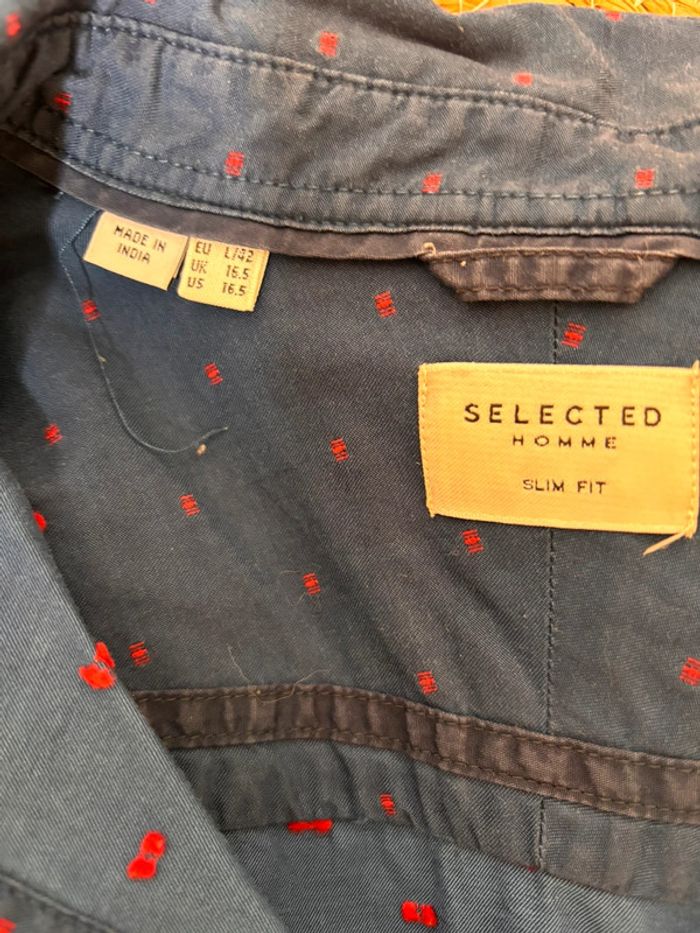 MADE IN
INDIA
EU L/42
UK 16.5
US 16.5
SELECTED
HOMME
SLIM FIT